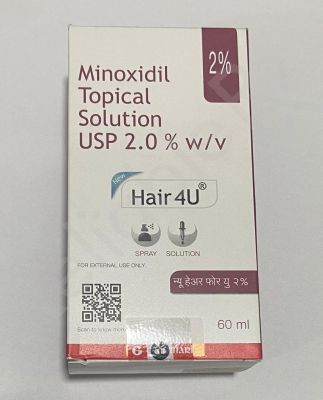 2%
Minoxidil
Topical
Solution
USP 2.0 % w/v
New
Hair 4U®
SPRAY SOLUTION
FOR EXTERNAL USE ONLY.
न्यू हेअर फोर यु २%
Scan to know more
60 ml